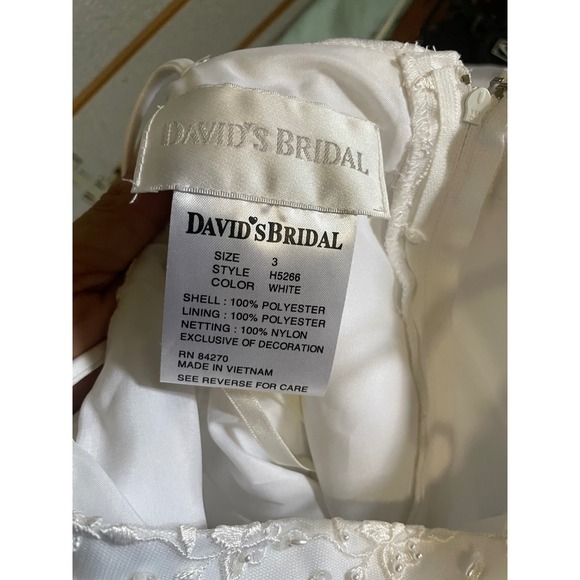 DAVID'S BRIDAL
DAVID'SBRIDAL
SIZE 3
STYLE H5266
COLOR WHITE
SHELL : 100% POLYESTER
LINING : 100% POLYESTER
NETTING : 100% NYLON
EXCLUSIVE OF DECORATION
RN 84270
MADE IN VIETNAM
SEE REVERSE FOR CARE